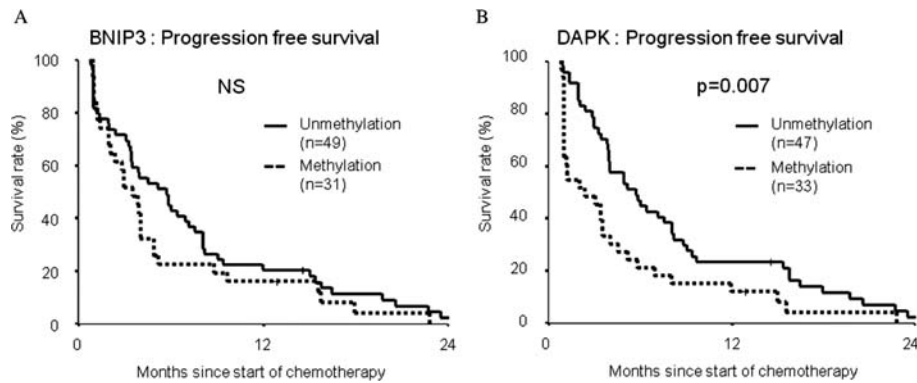 A
BNIP3 : Progression free survival
NS
Unmethylation
(n=49)
Methylation
(n=31)
Survival rate (%)
100
80
60
40
20
0
0
12
24
Months since start of chemotherapy
B
DAPK : Progression free survival
p=0.007
Unmethylation
(n=47)
Methylation
(n=33)
Survival rate (%)
100
80
60
40
20
0
0
12
24
Months since start of chemotherapy